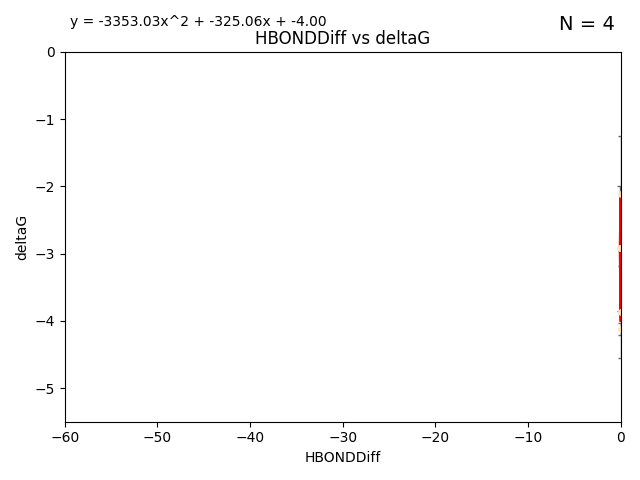 y = -3353.03x^2 + -325.06x + -4.00
N = 4
HBONDDiff vs deltaG
0
−1
−2
−3
−4
−5
deltaG
−60 −50 −40 −30 −20 −10 0
HBONDDiff